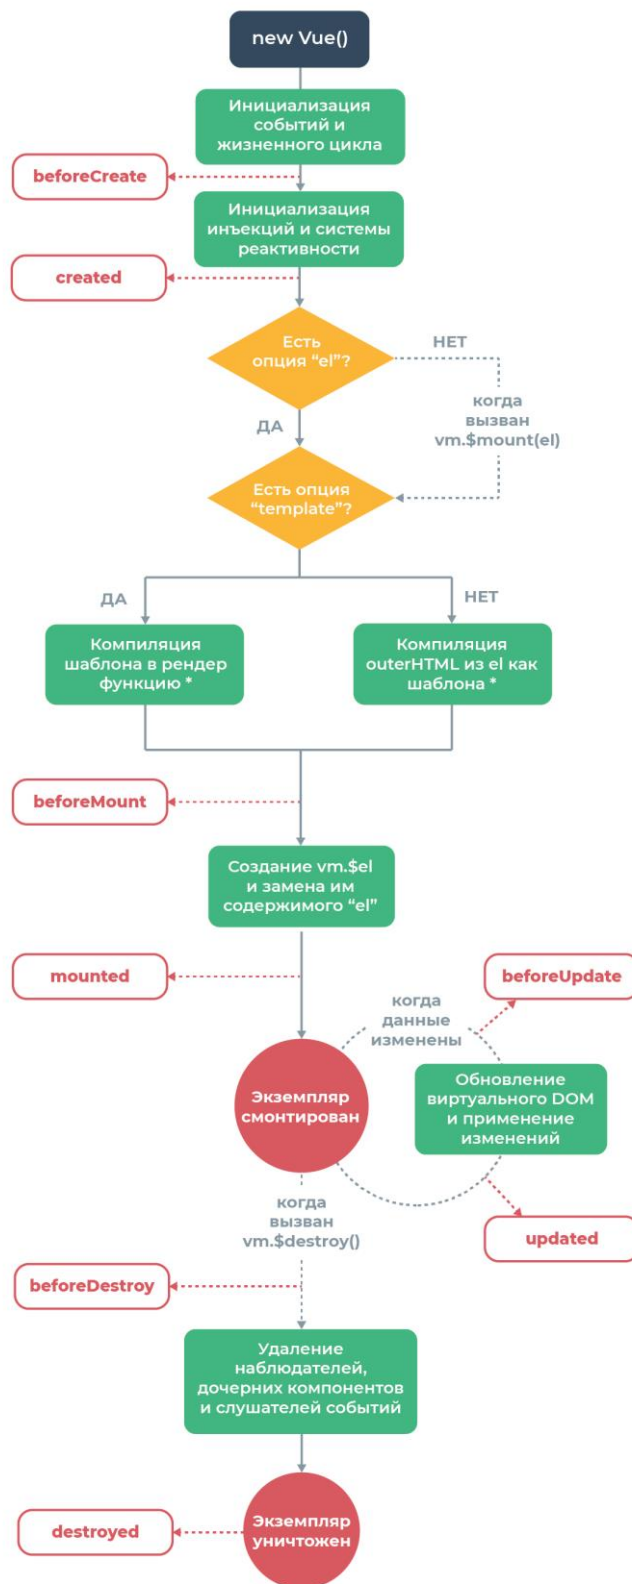 new Vue()
Инициализация
событий и
жизненного цикла
beforeCreate
Инициализация
инъекций и системы
реактивности
created
Есть
опция “el”?
НЕТ
когда
вызван
vm.$mount(el)
ДА
Есть опция
“template”?
ДА
НЕТ
Компиляция
шаблона в рендер
функцию *
Компиляция
outerHTML из el как
шаблона *
beforeMount
Создание vm.$el
и замена им
содержимого “el”
mounted
beforeUpdate
когда
данные
изменены
Экземпляр
смонтирован
Обновление
виртуального DOM
и применение
изменений
когда
вызван
vm.$destroy()
updated
beforeDestroy
Удаление
наблюдателей,
дочерних компонентов
и слушателей событий
destroyed
Экземпляр
уничтожен